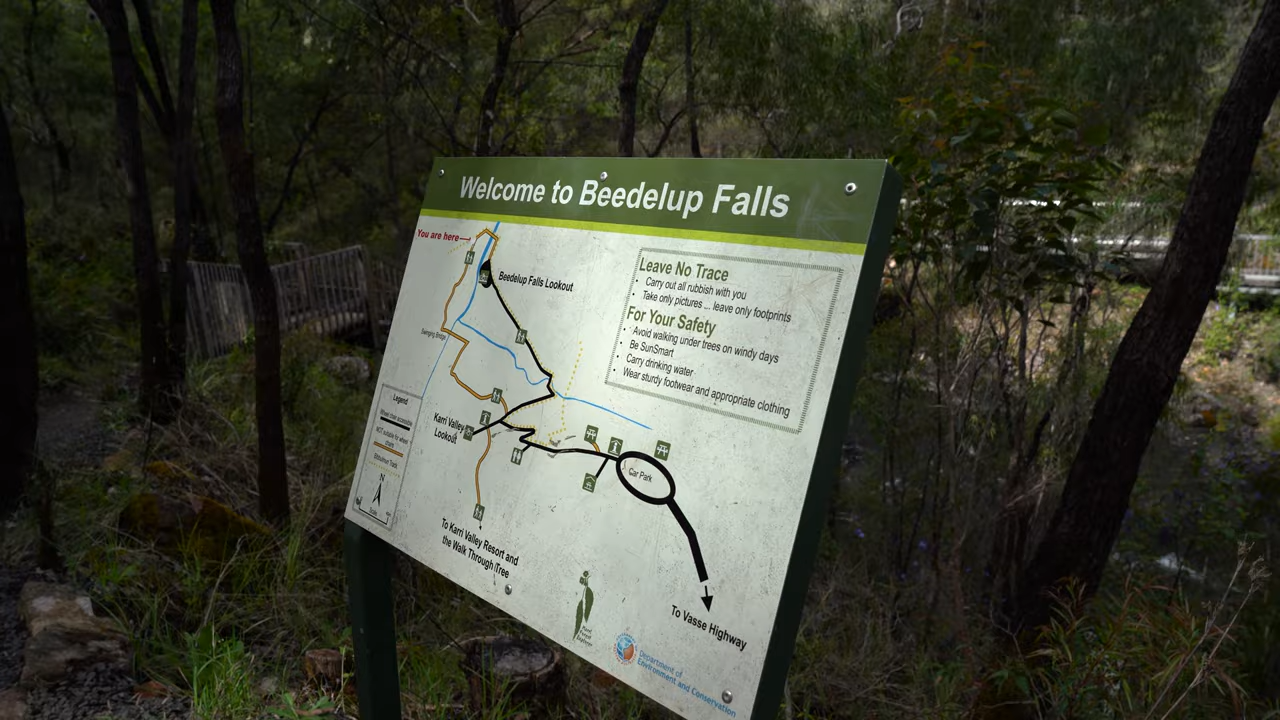 Welcome to Beedelup Falls
You are here
Beedelup Falls Lookout
Leave No Trace
• Carry out all rubbish with you
• Take only pictures ... leave only footprints
For Your Safety
• Avoid walking under trees on windy days
• Be SunSmart
• Carry drinking water
• Wear sturdy footwear and appropriate clothing
Swinging Bridge
Karri Valley
Lookout
Car Park
Legend
Bibbulmun Track
N
Scale
To Karri Valley Resort and
the Walk Through Tree
To Vasse Highway
Department of
Environment and Conservation